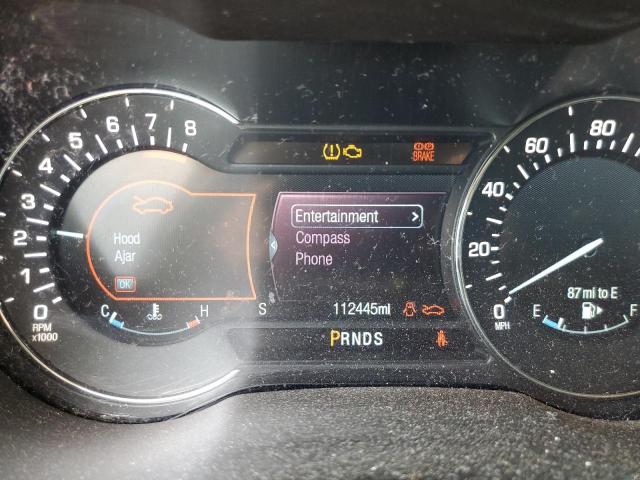 0
1
2
3
4
5
6
7
8
RPM
x1000
C
H
Hood
Ajar
OK
BRAKE
Entertainment >
Compass
Phone
S
112445mi
PRNDS
0
20
40
60
80
MPH
87 mi to E
E
F